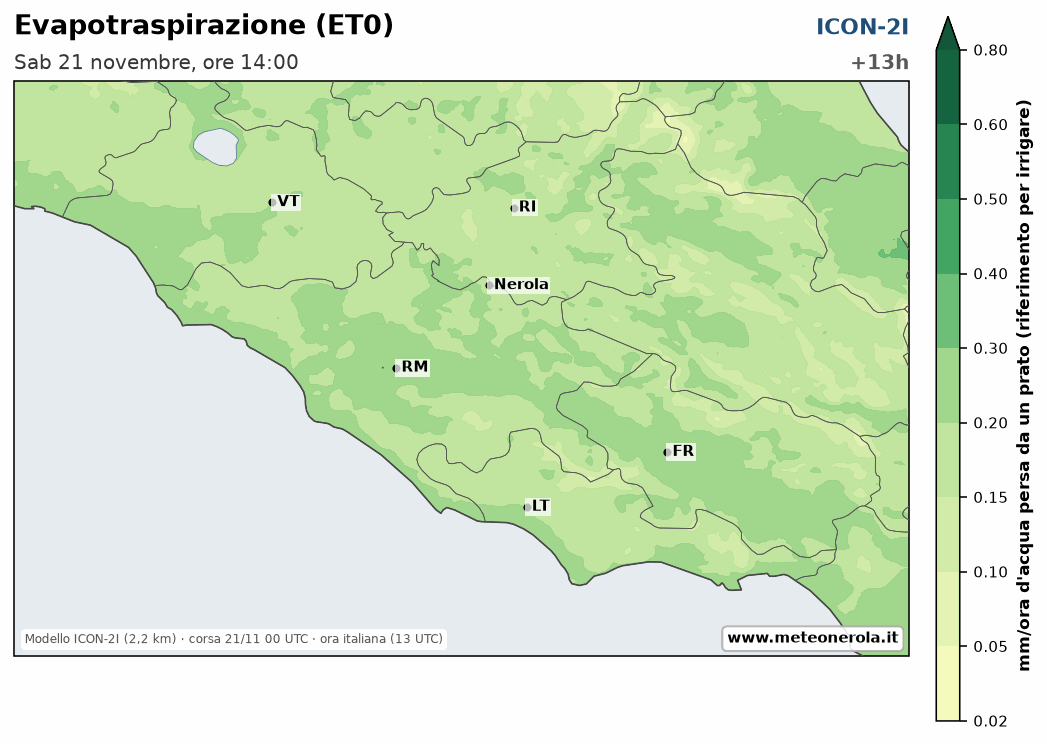 Evapotraspirazione (ET0)
ICON-2I
Sab 21 novembre, ore 14:00
+13h
VT
RI
Nerola
RM
FR
LT
Modello ICON-2I (2,2 km) · corsa 21/11 00 UTC · ora italiana (13 UTC)
www.meteonerola.it
0.80
0.60
0.50
0.40
0.30
0.20
0.15
0.10
0.05
0.02
mm/ora d'acqua persa da un prato (riferimento per irrigare)